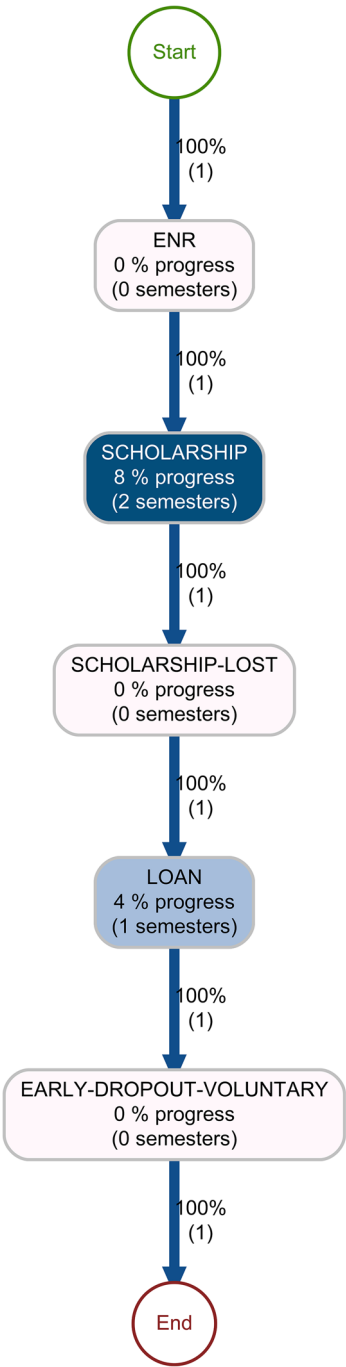 Start
100%
(1)
ENR
0 % progress
(0 semesters)
100%
(1)
SCHOLARSHIP
8 % progress
(2 semesters)
100%
(1)
SCHOLARSHIP-LOST
0 % progress
(0 semesters)
100%
(1)
LOAN
4 % progress
(1 semesters)
100%
(1)
EARLY-DROPOUT-VOLUNTARY
0 % progress
(0 semesters)
100%
(1)
End